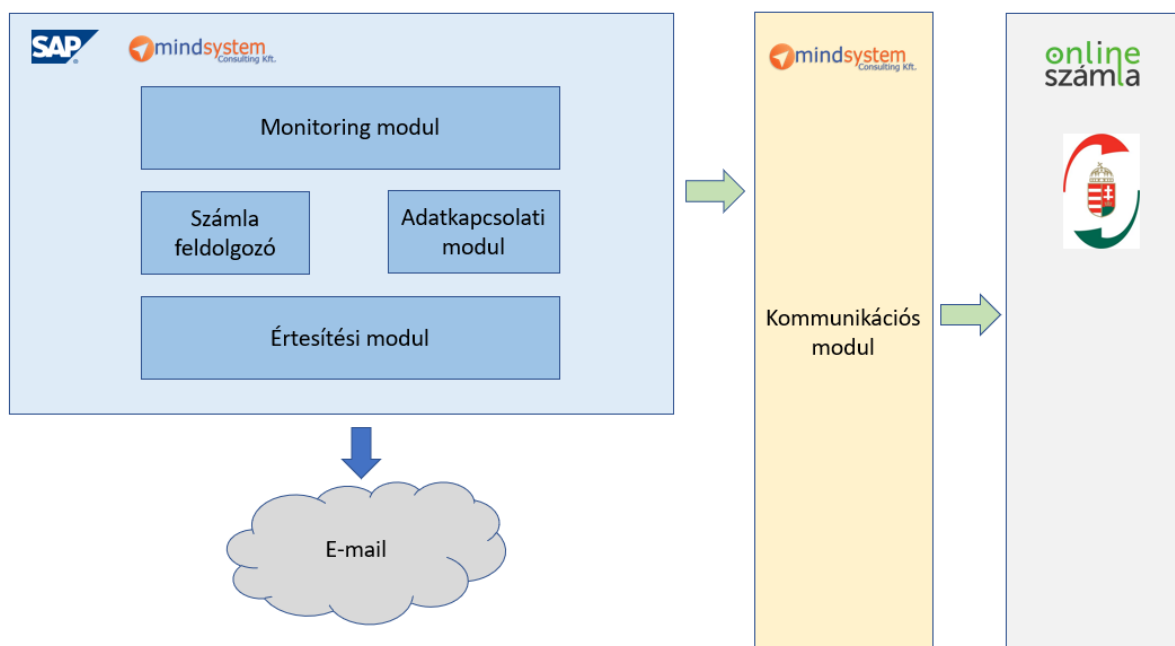 SAP
mindsystem
Consulting Kft.
Monitoring modul
Számla
feldolgozó
Adatkapcsolati
modul
Értesítési modul
E-mail
mindsystem
Consulting Kft.
Kommunikációs
modul
online
számla